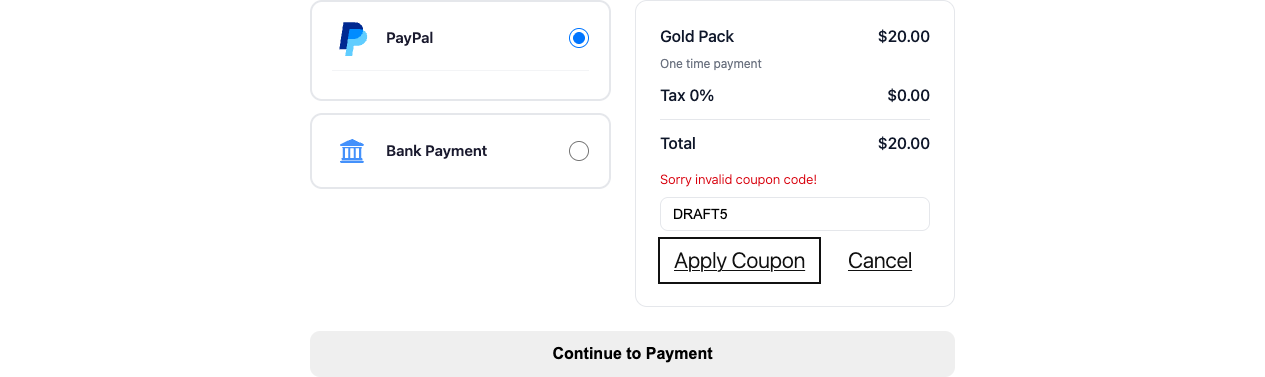 PayPal
Bank Payment
Gold Pack $20.00
One time payment
Tax 0% $0.00
Total $20.00
Sorry invalid coupon code!
DRAFT5
Apply Coupon Cancel
Continue to Payment